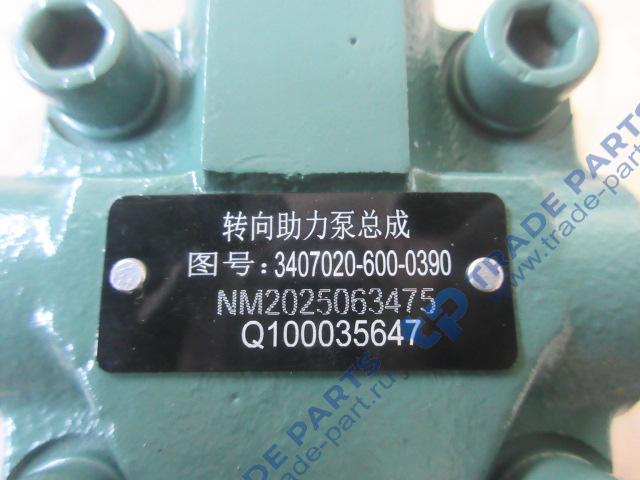 转向助力泵总成
图号:3407020-600-0390
NM2025063475
Q100035647
TRADE PARTS
www.trade-part.ru
TRADE PARTS
www.trade-part.ru